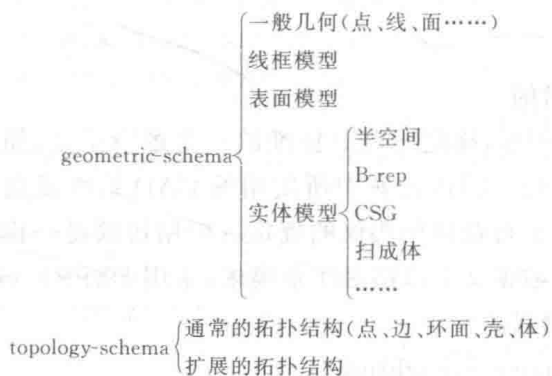 一般几何(点、线、面……)
线框模型
表面模型
geometric-schema
半空间
B-rep
实体模型
CSG
扫成体
……
通常的拓扑结构(点、边、环面、壳、体)
topology-schema
扩展的拓扑结构